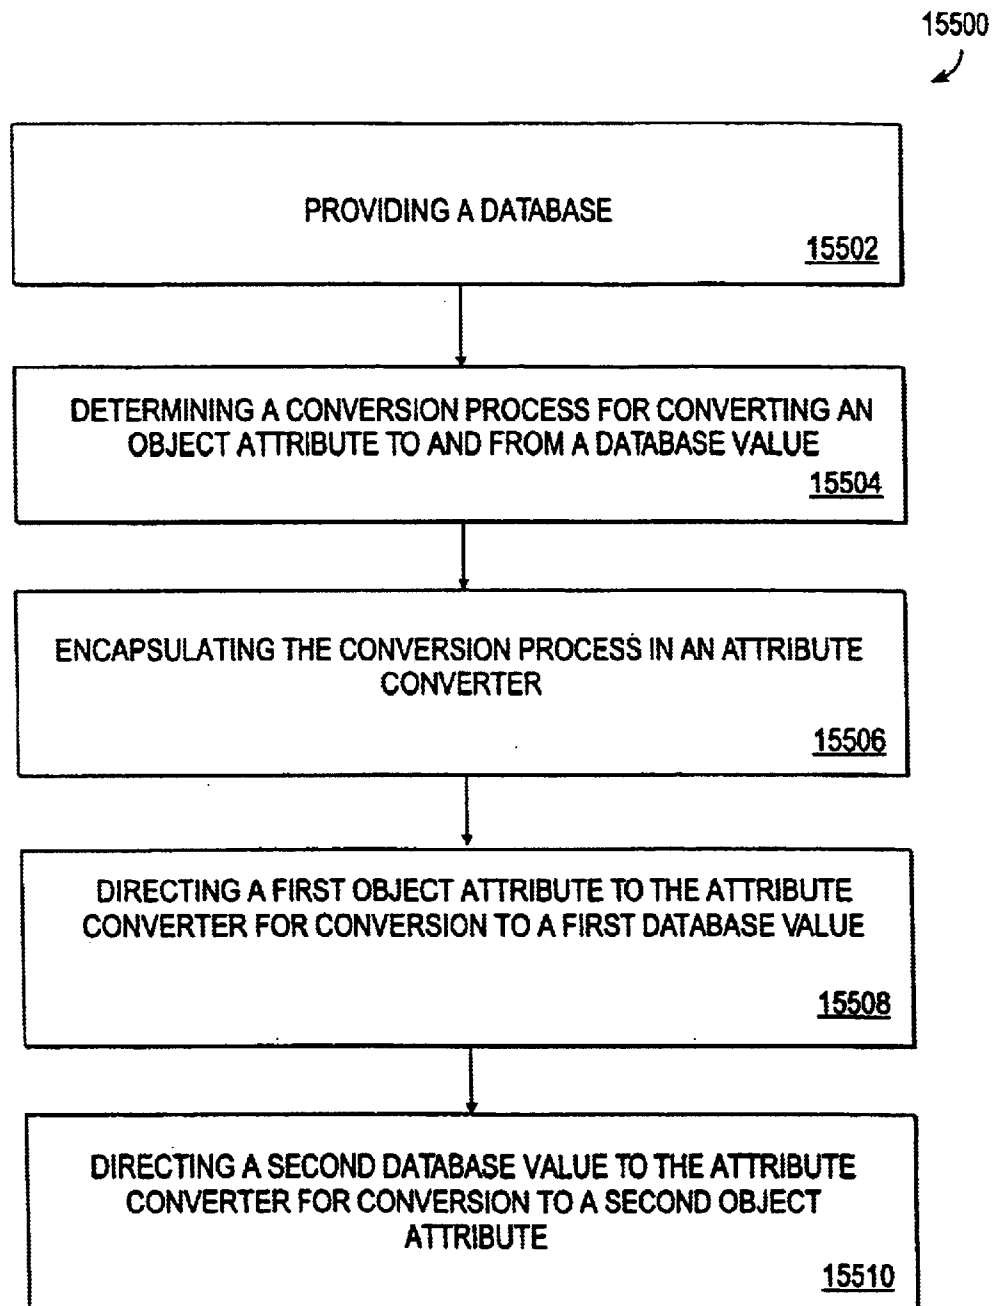 15500
PROVIDING A DATABASE
15502
DETERMINING A CONVERSION PROCESS FOR CONVERTING AN
OBJECT ATTRIBUTE TO AND FROM A DATABASE VALUE
15504
ENCAPSULATING THE CONVERSION PROCESS IN AN ATTRIBUTE
CONVERTER
15506
DIRECTING A FIRST OBJECT ATTRIBUTE TO THE ATTRIBUTE
CONVERTER FOR CONVERSION TO A FIRST DATABASE VALUE
15508
DIRECTING A SECOND DATABASE VALUE TO THE ATTRIBUTE
CONVERTER FOR CONVERSION TO A SECOND OBJECT
ATTRIBUTE
15510